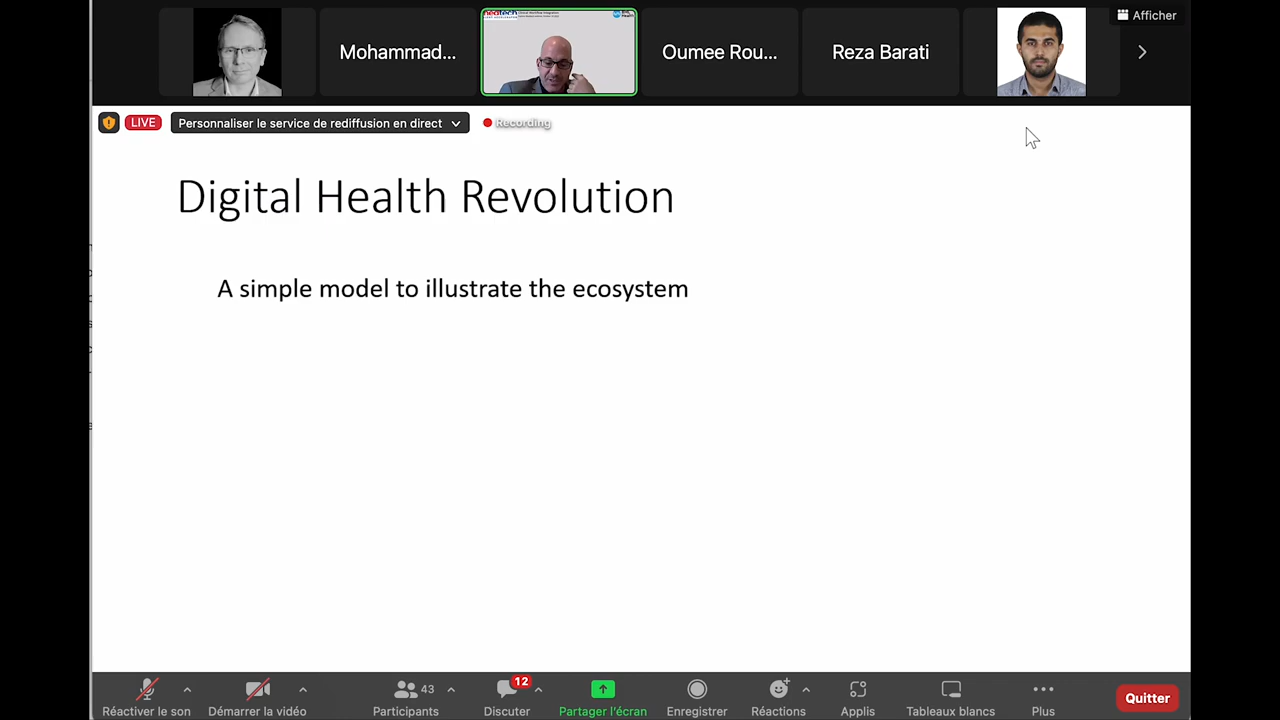 Mohammad...
Oumee Rou...
Reza Barati
Afficher
LIVE
Personnaliser le service de rediffusion en direct
Recording
Digital Health Revolution
A simple model to illustrate the ecosystem
43
12
Réactiver le son
Démarrer la vidéo
Participants
Discuter
Partager l'écran
Enregistrer
Réactions
Applis
Tableaux blancs
Plus
Quitter